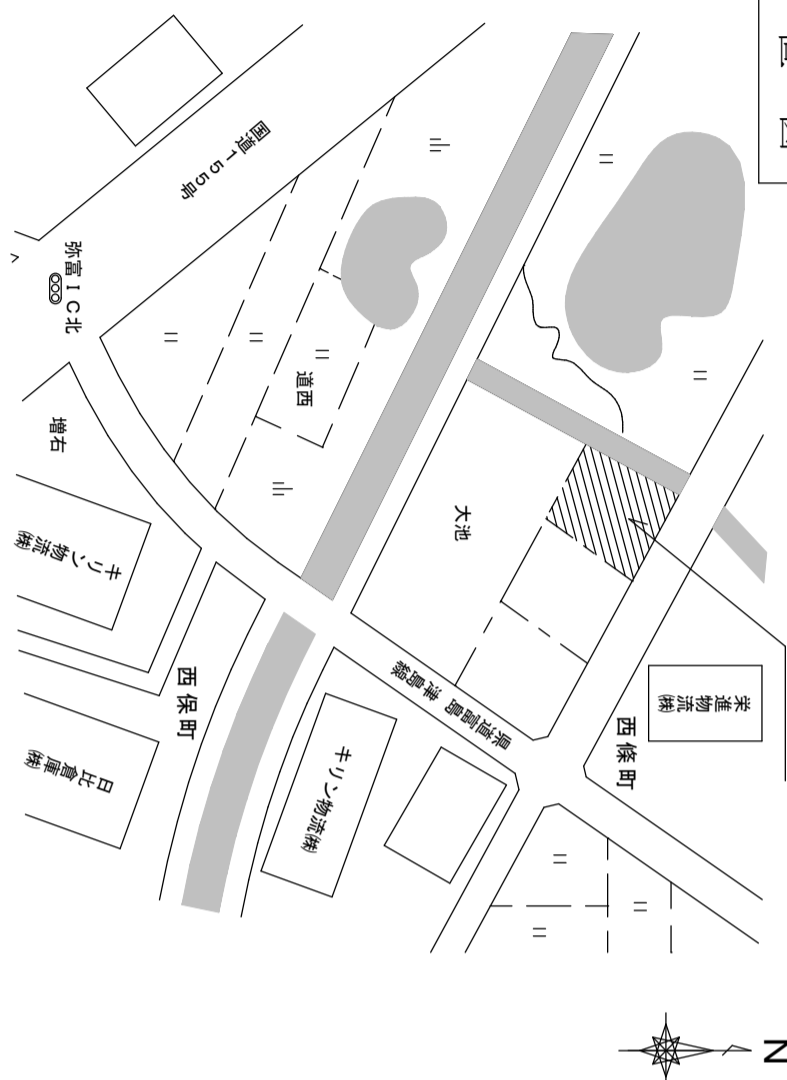 N
栄進物流㈱
西條町
県道富島 津島線
大池
キリン物流㈱
道西
国道155号
西保町
弥富IC北
増右
キリン物流㈱
日比倉庫㈱